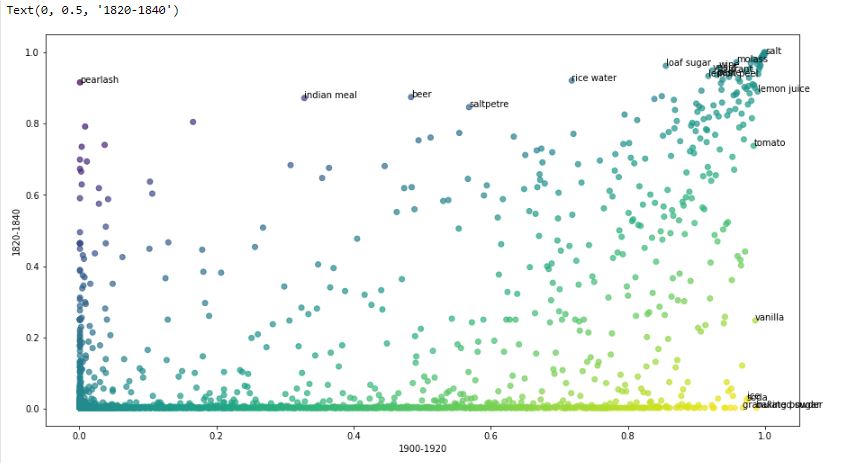 Text(0, 0.5, '1820-1840')
1.0
0.8
0.6
0.4
0.2
0.0
1820-1840
pearlash
indian meal
beer
saltpetre
rice water
loaf sugar
molass
salt
lemon juice
tomato
vanilla
0.0
0.2
0.4
0.6
0.8
1.0
1900-1920